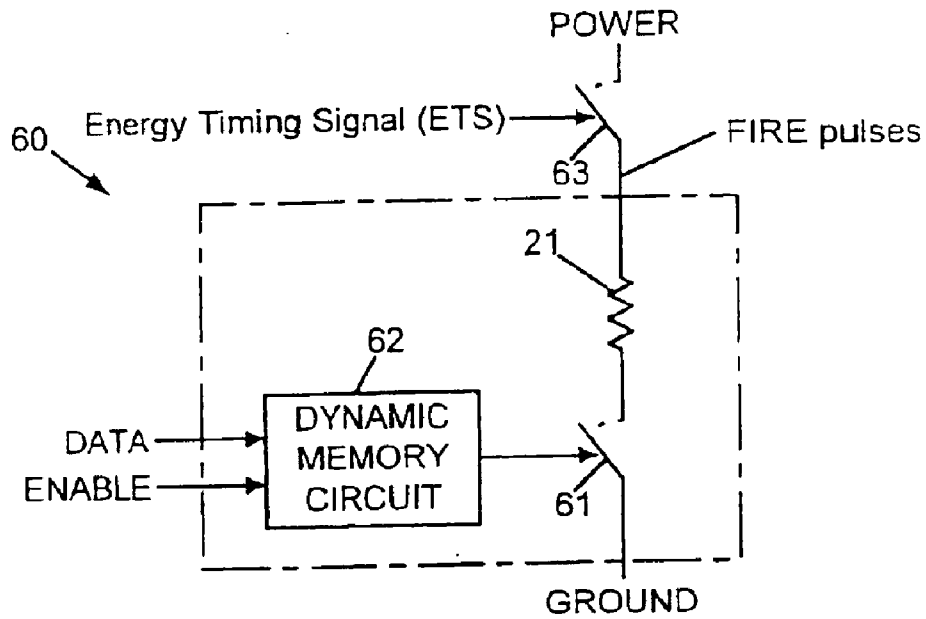 POWER
Energy Timing Signal (ETS)
60
63
FIRE pulses
21
62
DYNAMIC
MEMORY
CIRCUIT
DATA
ENABLE
61
GROUND